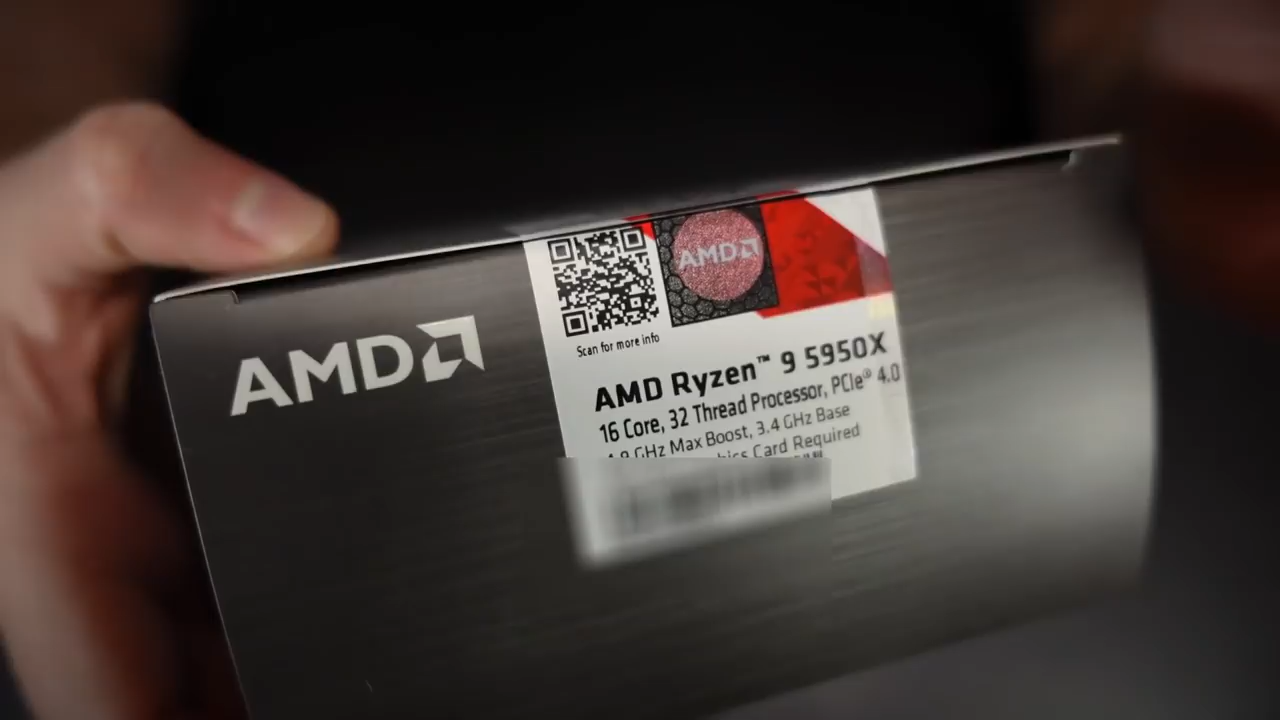 AMD
AMD
Scan for more info
AMD Ryzen™ 9 5950X
16 Core, 32 Thread Processor, PCIe® 4.0
GHz Max Boost, 3.4 GHz Base
Card Required